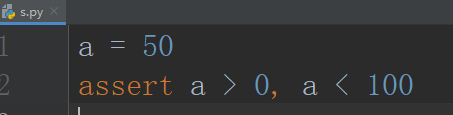 s.py ×
1 a = 50
2 assert a > 0, a < 100